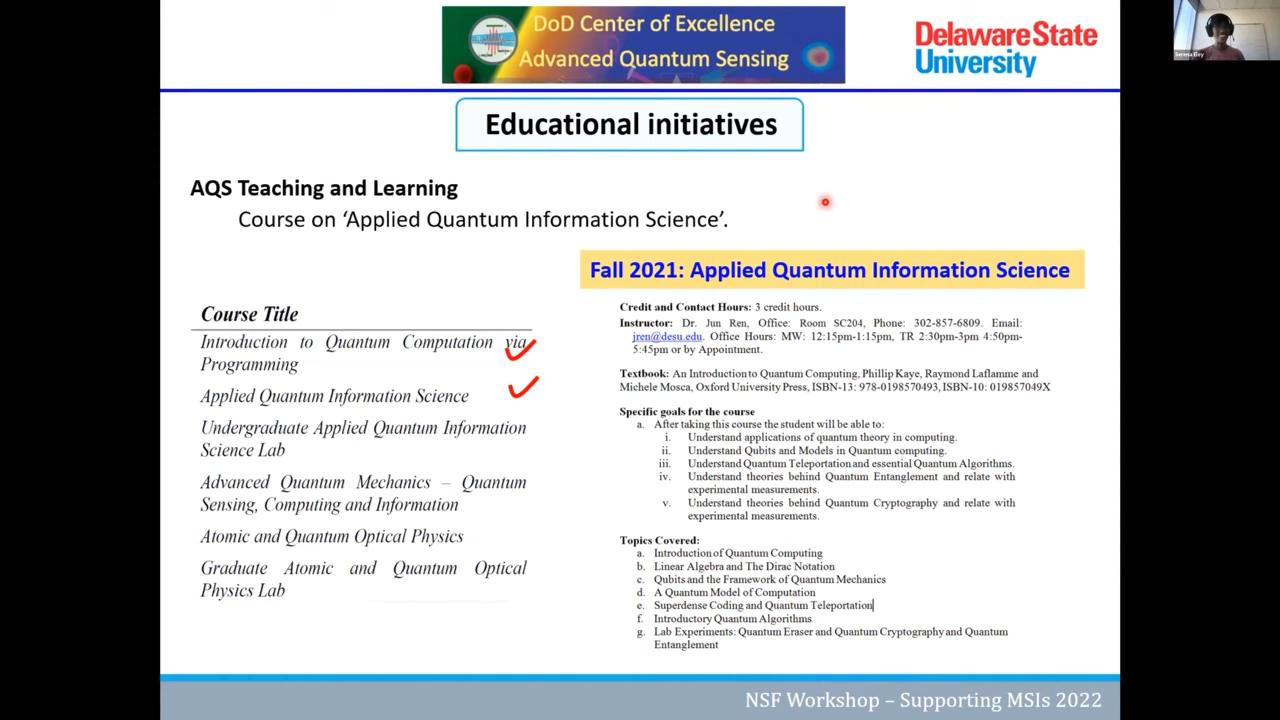 DoD Center of Excellence
Advanced Quantum Sensing
Delaware State
University
Serena Eley
Educational initiatives
AQS Teaching and Learning
Course on ‘Applied Quantum Information Science’.
Fall 2021: Applied Quantum Information Science
Course Title
Introduction to Quantum Computation via
Programming
Applied Quantum Information Science
Undergraduate Applied Quantum Information
Science Lab
Advanced Quantum Mechanics – Quantum
Sensing, Computing and Information
Atomic and Quantum Optical Physics
Graduate Atomic and Quantum Optical
Physics Lab
Credit and Contact Hours: 3 credit hours.
Instructor: Dr. Jun Ren, Office: Room SC204, Phone: 302-857-6809. Email:
jren@desu.edu. Office Hours: MW: 12:15pm-1:15pm, TR 2:30pm-3pm 4:50pm-
5:45pm or by Appointment.
Textbook: An Introduction to Quantum Computing, Phillip Kaye, Raymond Laflamme and
Michele Mosca, Oxford University Press, ISBN-13: 978-0198570493, ISBN-10: 019857049X
Specific goals for the course
a. After taking this course the student will be able to:
i. Understand applications of quantum theory in computing.
ii. Understand Qubits and Models in Quantum computing.
iii. Understand Quantum Teleportation and essential Quantum Algorithms.
iv. Understand theories behind Quantum Entanglement and relate with
experimental measurements.
v. Understand theories behind Quantum Cryptography and relate with
experimental measurements.
Topics Covered:
a. Introduction of Quantum Computing
b. Linear Algebra and The Dirac Notation
c. Qubits and the Framework of Quantum Mechanics
d. A Quantum Model of Computation
e. Superdense Coding and Quantum Teleportation
f. Introductory Quantum Algorithms
g. Lab Experiments: Quantum Eraser and Quantum Cryptography and Quantum
Entanglement
NSF Workshop – Supporting MSIs 2022